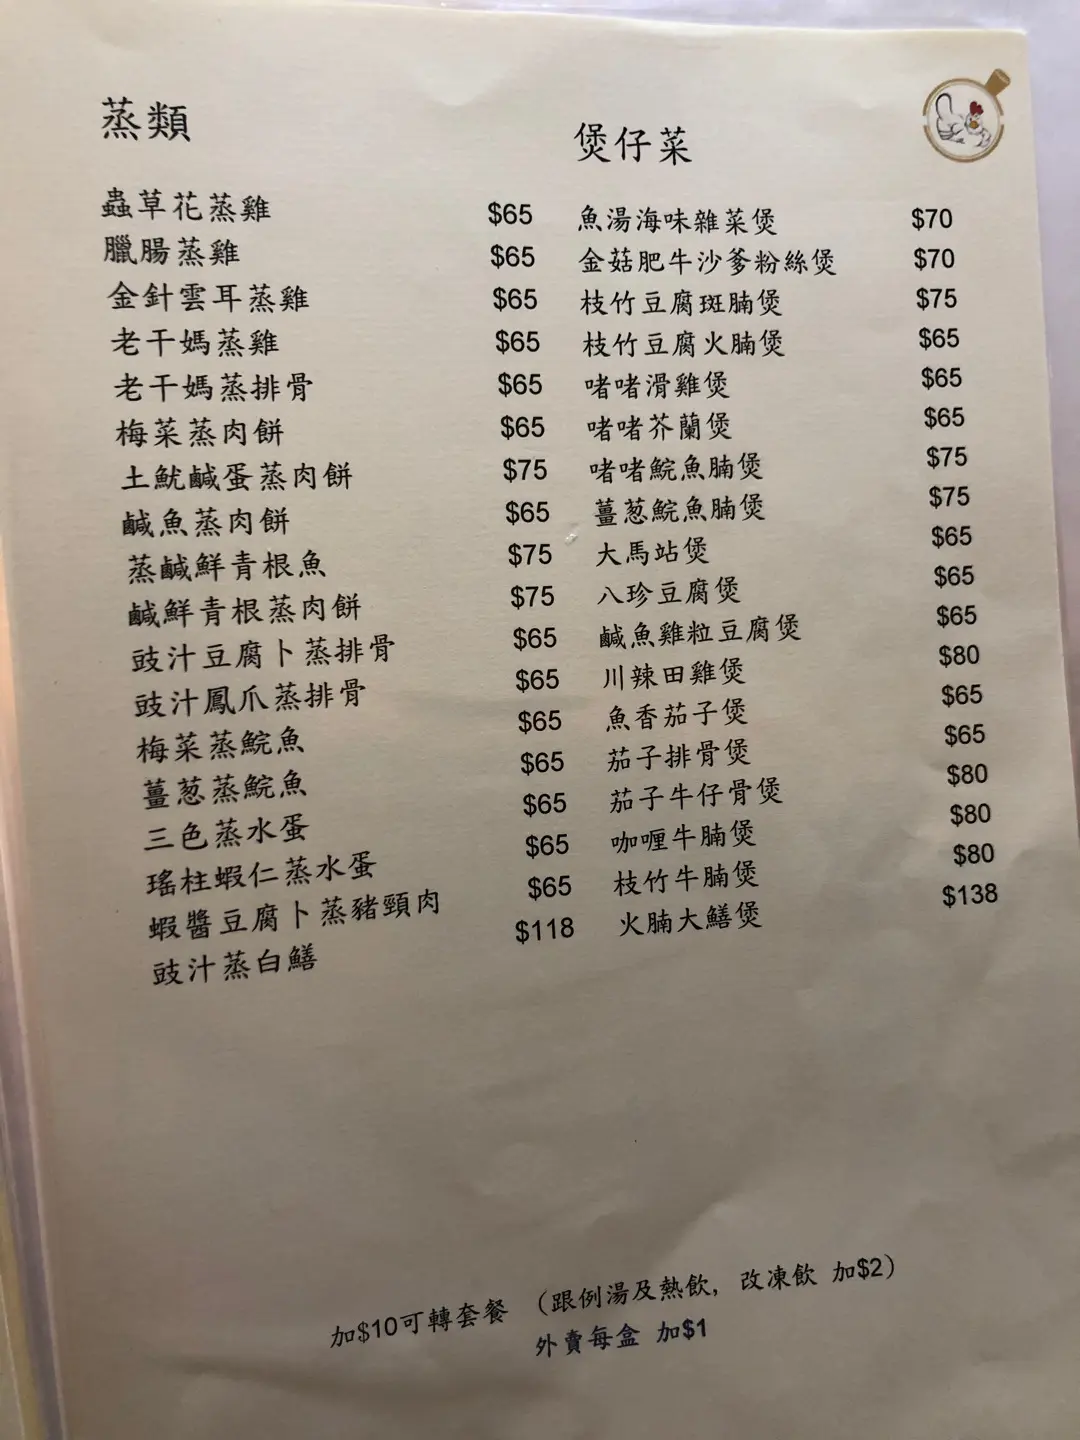 蒸類
蟲草花蒸雞 $65
臘腸蒸雞 $65
金針雲耳蒸雞 $65
老干媽蒸雞 $65
老干媽蒸排骨 $65
梅菜蒸肉餅 $65
土魷鹹蛋蒸肉餅 $75
鹹魚蒸肉餅 $65
蒸鹹鮮青根魚 $75
鹹鮮青根蒸肉餅 $75
豉汁豆腐卜蒸排骨 $65
豉汁鳳爪蒸排骨 $65
梅菜蒸鯇魚 $65
薑葱蒸鯇魚 $65
三色蒸水蛋 $65
瑤柱蝦仁蒸水蛋 $65
蝦醬豆腐卜蒸豬頸肉 $65
豉汁蒸白鱔 $118
煲仔菜
魚湯海味雜菜煲 $70
金菇肥牛沙爹粉絲煲 $70
枝竹豆腐斑腩煲 $75
枝竹豆腐火腩煲 $65
啫啫滑雞煲 $65
啫啫芥蘭煲 $65
啫啫鯇魚腩煲 $75
薑葱鯇魚腩煲 $75
大馬站煲 $65
八珍豆腐煲 $65
鹹魚雞粒豆腐煲 $65
川辣田雞煲 $80
魚香茄子煲 $65
茄子排骨煲 $65
茄子牛仔骨煲 $80
咖喱牛腩煲 $80
枝竹牛腩煲 $80
火腩大鱔煲 $138
加$10可轉套餐 （跟例湯及熱飲，改凍飲 加$2）
外賣每盒 加$1